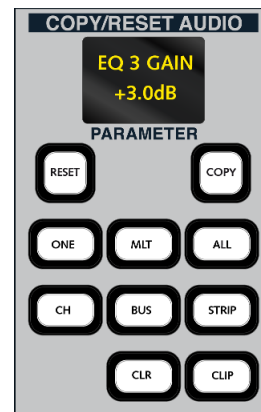 COPY/RESET AUDIO
EQ 3 GAIN
+3.0dB
PARAMETER
RESET COPY
ONE MLT ALL
CH BUS STRIP
CLR CLIP